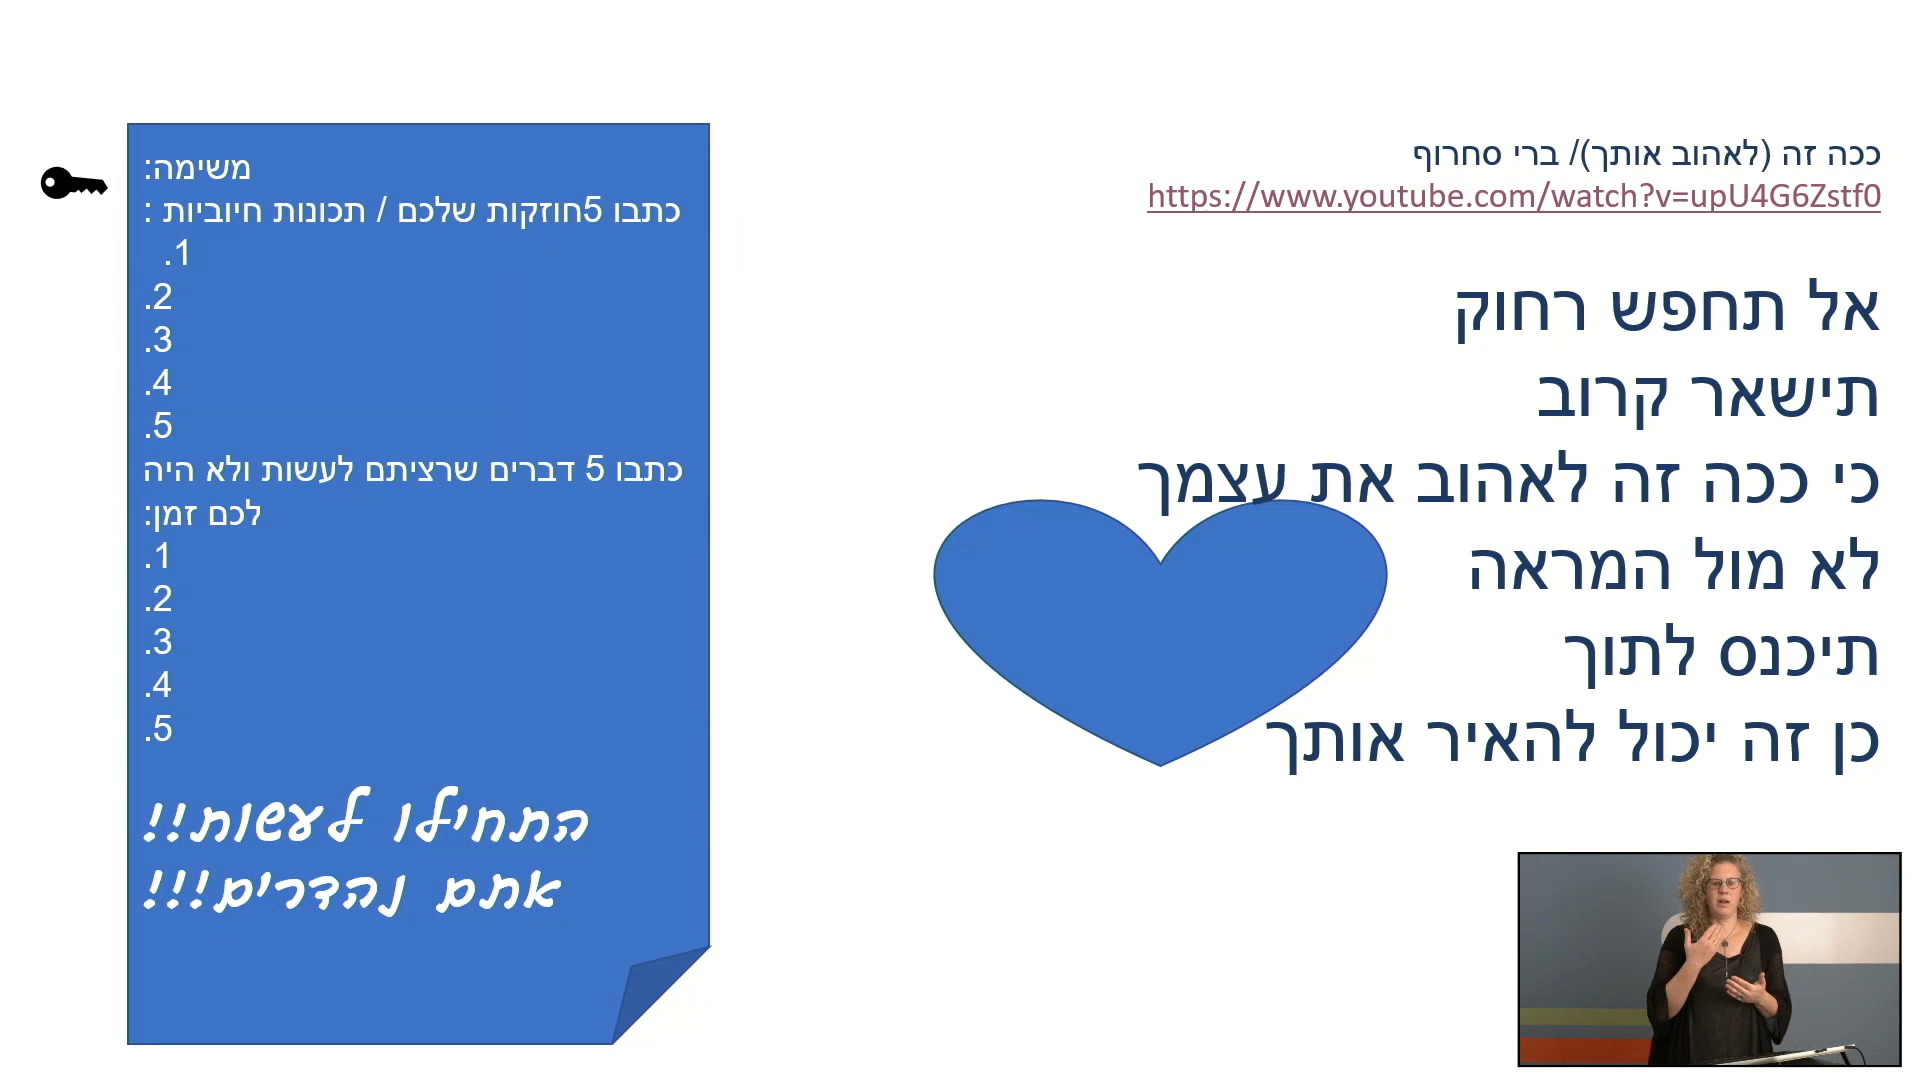 ככה זה (לאהוב אותך)/ ברי סחרוף
https://www.youtube.com/watch?v=upU4G6Zstf0
אל תחפש רחוק
תישאר קרוב
כי ככה זה לאהוב את עצמך
לא מול המראה
תיכנס לתוך
כן זה יכול להאיר אותך
משימה:
כתבו 5חוזקות שלכם / תכונות חיוביות :
1.
2.
3.
4.
5.
כתבו 5 דברים שרציתם לעשות ולא היה
לכם זמן:
1.
2.
3.
4.
5.
התחילו לעשות!!
אתם נהדרים!!!